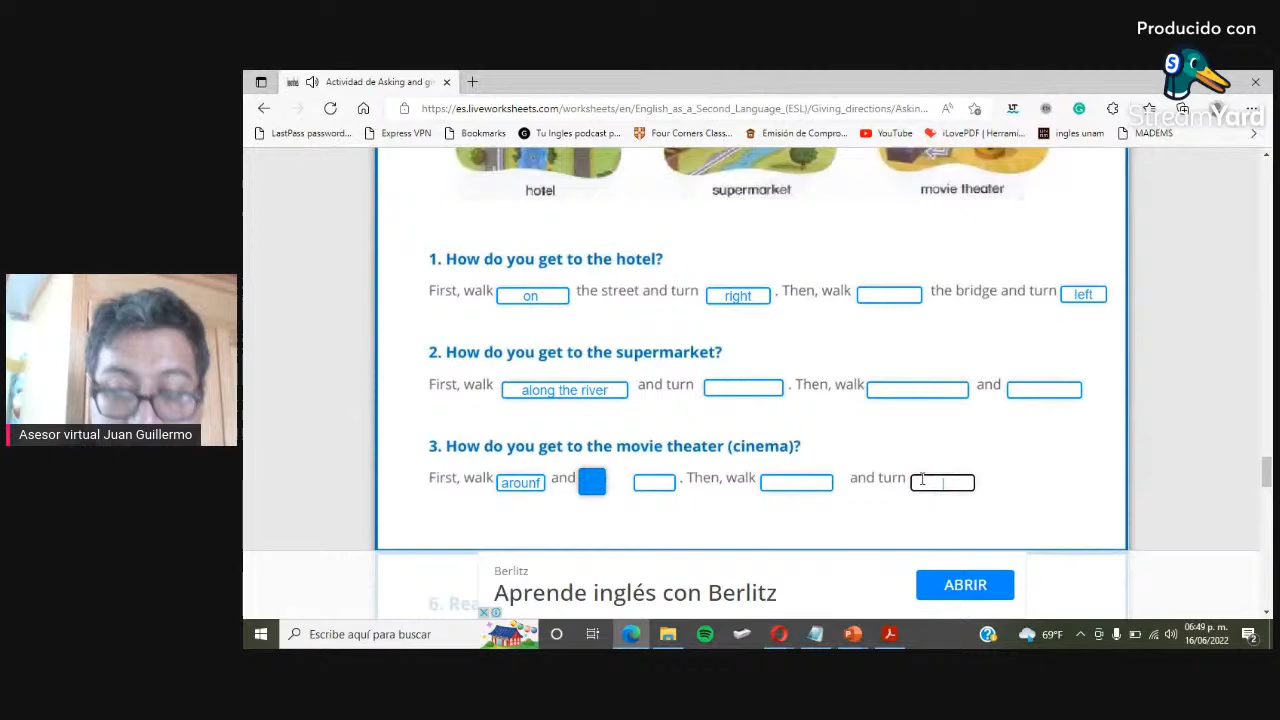 Producido con
S
StreamYard
Actividad de Asking and gi
https://es.liveworksheets.com/worksheets/en/English_as_a_Second_Language_(ESL)/Giving_directions/Askin...
LastPass password...
Express VPN
Bookmarks
Tu Ingles podcast p...
Four Corners Class...
Emisión de Compro...
YouTube
iLovePDF | Herrami...
ingles unam
MADEMS
hotel
supermarket
movie theater
1. How do you get to the hotel?
First, walk on the street and turn right . Then, walk the bridge and turn left
2. How do you get to the supermarket?
First, walk along the river and turn . Then, walk and
3. How do you get to the movie theater (cinema)?
First, walk arounf and . Then, walk and turn
Asesor virtual Juan Guillermo
Berlitz
Aprende inglés con Berlitz
ABRIR
6. Rea
Escribe aquí para buscar
69°F
06:49 p. m.
16/06/2022
2